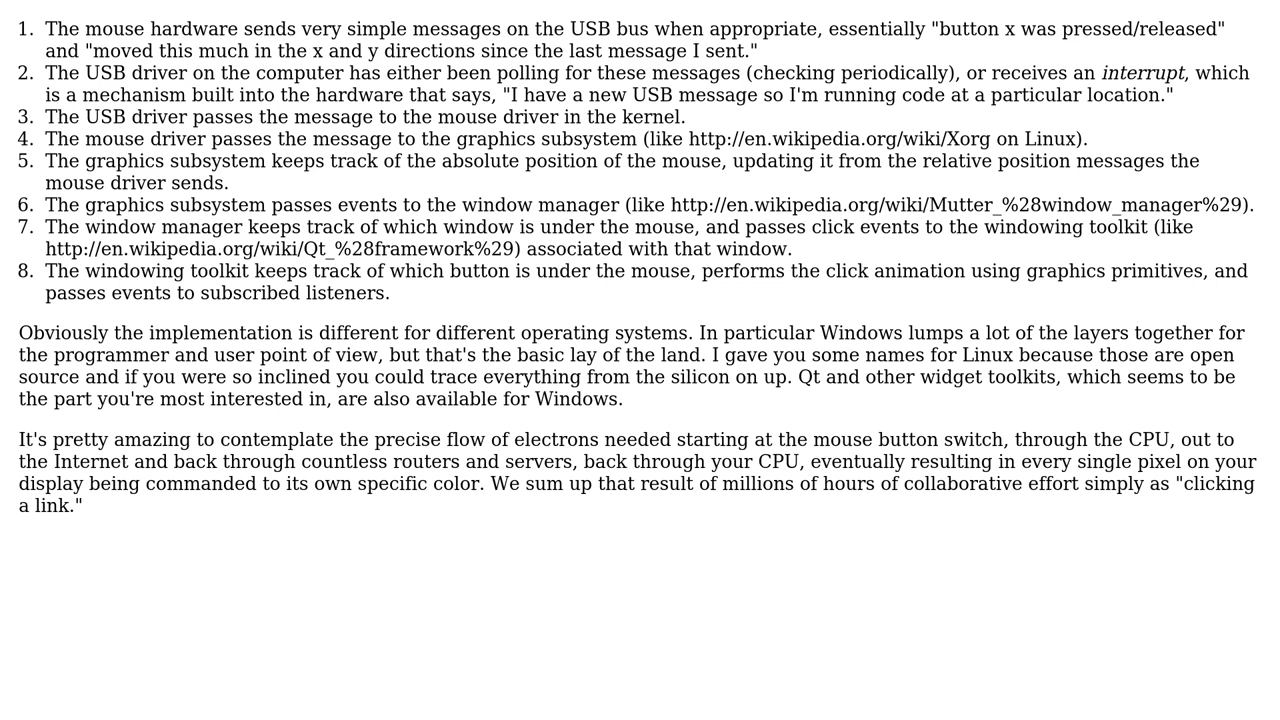 1. The mouse hardware sends very simple messages on the USB bus when appropriate, essentially "button x was pressed/released"
and "moved this much in the x and y directions since the last message I sent."
2. The USB driver on the computer has either been polling for these messages (checking periodically), or receives an interrupt, which
is a mechanism built into the hardware that says, "I have a new USB message so I'm running code at a particular location."
3. The USB driver passes the message to the mouse driver in the kernel.
4. The mouse driver passes the message to the graphics subsystem (like http://en.wikipedia.org/wiki/Xorg on Linux).
5. The graphics subsystem keeps track of the absolute position of the mouse, updating it from the relative position messages the
mouse driver sends.
6. The graphics subsystem passes events to the window manager (like http://en.wikipedia.org/wiki/Mutter_%28window_manager%29).
7. The window manager keeps track of which window is under the mouse, and passes click events to the windowing toolkit (like
http://en.wikipedia.org/wiki/Qt_%28framework%29) associated with that window.
8. The windowing toolkit keeps track of which button is under the mouse, performs the click animation using graphics primitives, and
passes events to subscribed listeners.
Obviously the implementation is different for different operating systems. In particular Windows lumps a lot of the layers together for
the programmer and user point of view, but that's the basic lay of the land. I gave you some names for Linux because those are open
source and if you were so inclined you could trace everything from the silicon on up. Qt and other widget toolkits, which seems to be
the part you're most interested in, are also available for Windows.
It's pretty amazing to contemplate the precise flow of electrons needed starting at the mouse button switch, through the CPU, out to
the Internet and back through countless routers and servers, back through your CPU, eventually resulting in every single pixel on your
display being commanded to its own specific color. We sum up that result of millions of hours of collaborative effort simply as "clicking
a link."